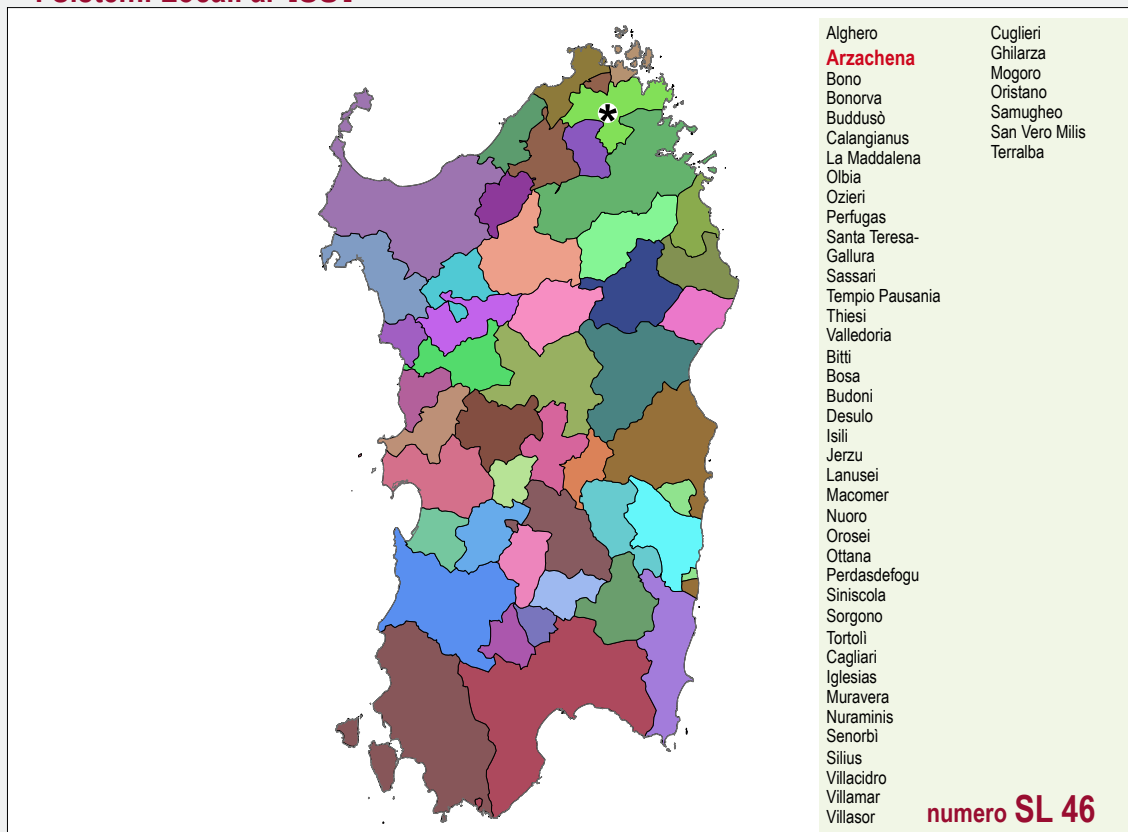 Alghero
Arzachena
Bono
Bonorva
Buddusò
Calangianus
La Maddalena
Olbia
Ozieri
Perfugas
Santa Teresa-
Gallura
Sassari
Tempio Pausania
Thiesi
Valledoria
Bitti
Bosa
Budoni
Desulo
Isili
Jerzu
Lanusei
Macomer
Nuoro
Orosei
Ottana
Perdasdefogu
Siniscola
Sorgono
Tortolì
Cagliari
Iglesias
Muravera
Nuraminis
Senorbì
Silius
Villacidro
Villamar
Villasor
Cuglieri
Ghilarza
Mogoro
Oristano
Samugheo
San Vero Milis
Terralba
numero SL 46
*